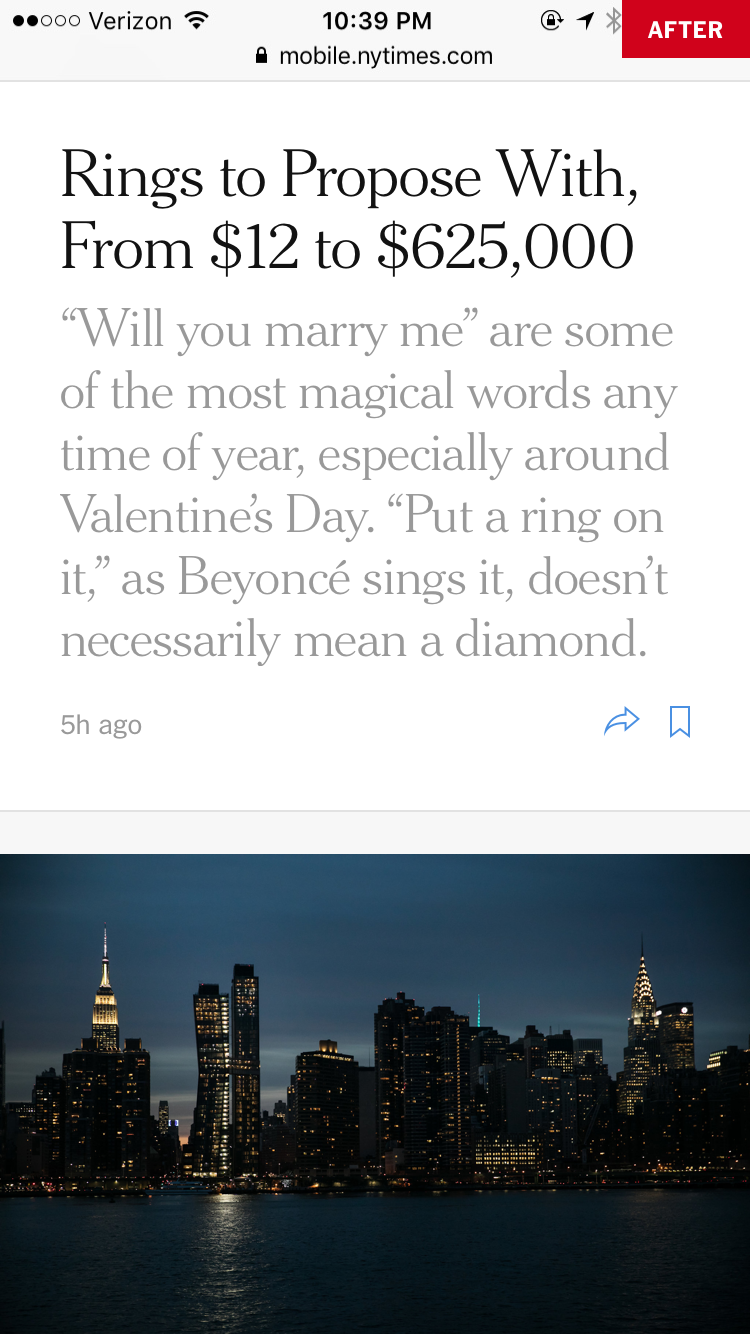 Verizon 10:39 PM AFTER
mobile.nytimes.com
Rings to Propose With,
From $12 to $625,000
“Will you marry me” are some
of the most magical words any
time of year, especially around
Valentine’s Day. “Put a ring on
it,” as Beyoncé sings it, doesn’t
necessarily mean a diamond.
5h ago